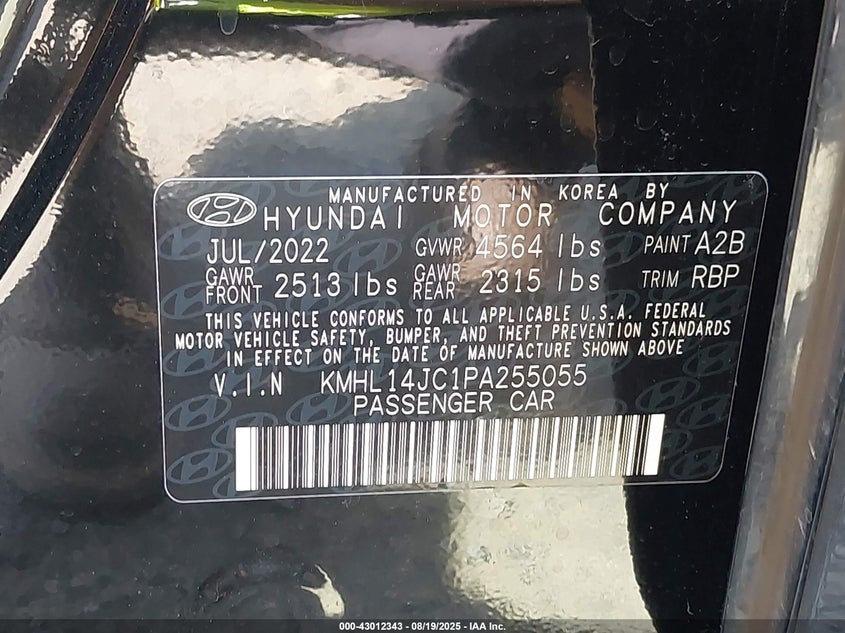 MANUFACTURED IN KOREA BY
HYUNDAI MOTOR COMPANY
JUL/2022 GVWR 4564 lbs PAINT A2B
GAWR FRONT 2513 lbs GAWR REAR 2315 lbs TRIM RBP
THIS VEHICLE CONFORMS TO ALL APPLICABLE U.S.A. FEDERAL
MOTOR VEHICLE SAFETY, BUMPER, AND THEFT PREVENTION STANDARDS
IN EFFECT ON THE DATE OF MANUFACTURE SHOWN ABOVE
V.I.N KMHL14JC1PA255055
PASSENGER CAR
000-43012343 - 08/19/2025 - IAA Inc.